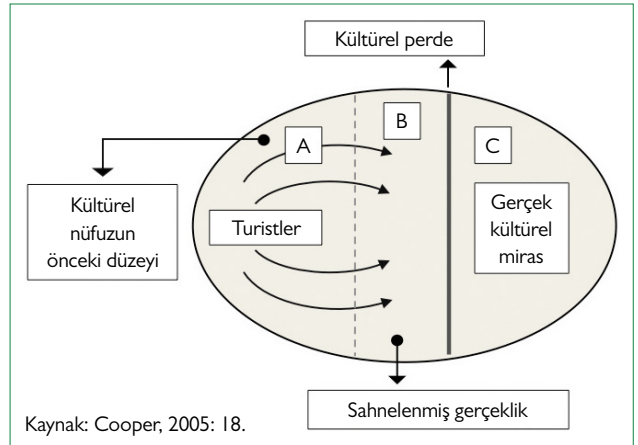 Kültürel perde
A
B
C
Kültürel
nüfuzun
önceki düzeyi
Turistler
Gerçek
kültürel
miras
Sahnelenmiş gerçeklik
Kaynak: Cooper, 2005: 18.